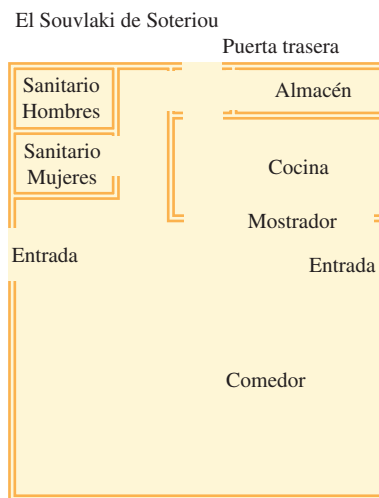 El Souvlaki de Soteriou
Puerta trasera
Sanitario
Hombres
Almacén
Sanitario
Mujeres
Cocina
Mostrador
Entrada
Entrada
Comedor